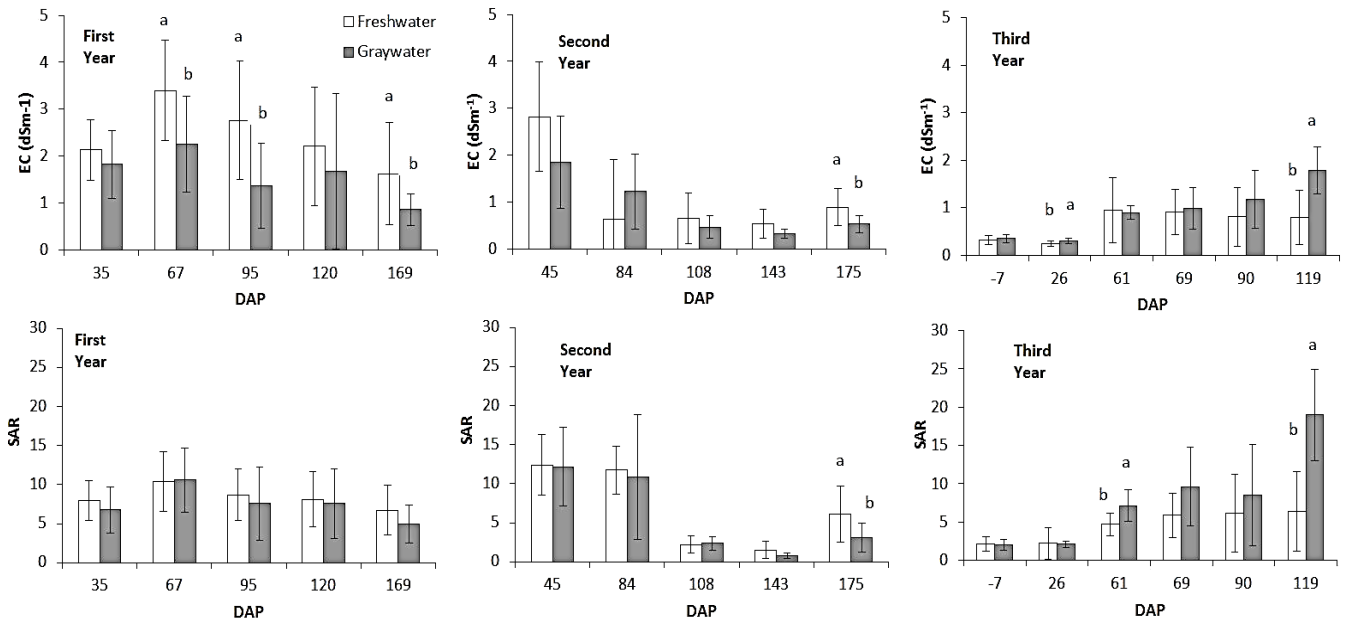 First
Year
Freshwater
Graywater
a
b
a
b
a
b
5
4
3
2
1
0
EC (dSm-1)
35 67 95 120 169
DAP
Second
Year
a
b
5
4
3
2
1
0
EC (dSm⁻¹)
45 84 108 143 175
DAP
Third
Year
b
a
b
a
5
4
3
2
1
0
EC (dSm⁻¹)
-7 26 61 69 90 119
DAP
First
Year
30
25
20
15
10
5
0
SAR
35 67 95 120 169
DAP
Second
Year
a
b
30
25
20
15
10
5
0
SAR
45 84 108 143 175
DAP
Third
Year
b
a
b
a
30
25
20
15
10
5
0
SAR
-7 26 61 69 90 119
DAP